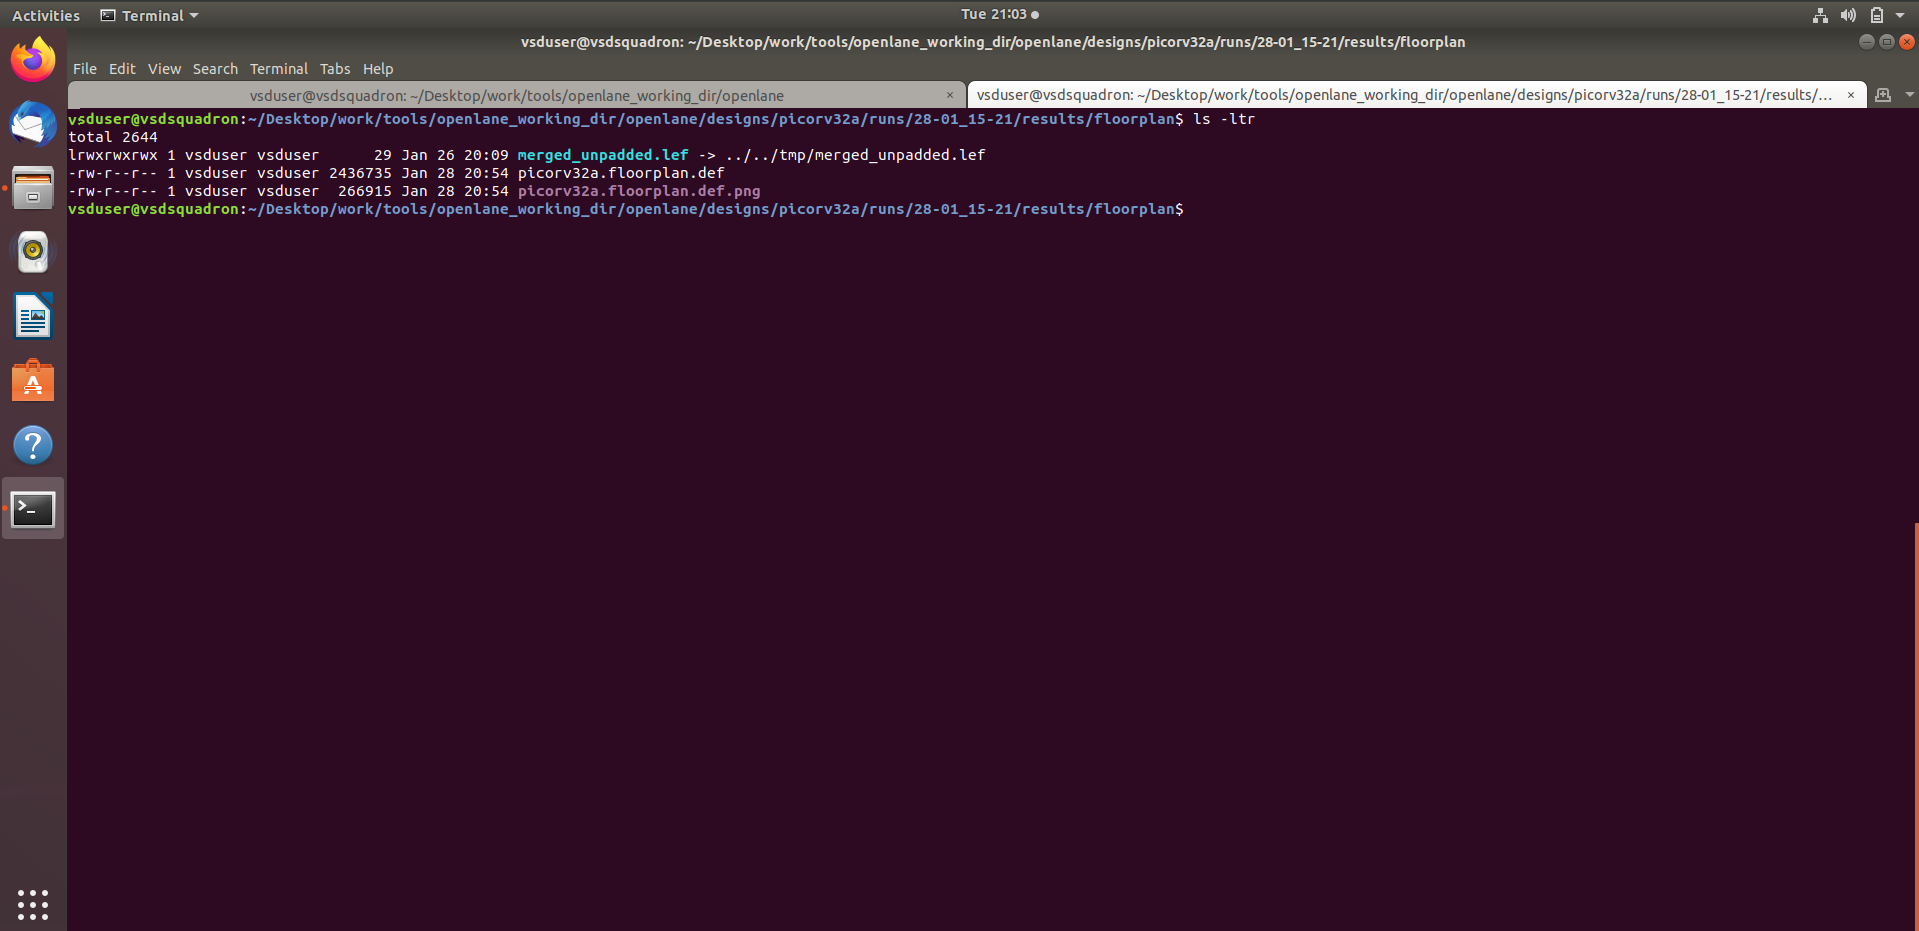 Activities Terminal Tue 21:03
vsduser@vsdsquadron: ~/Desktop/work/tools/openlane_working_dir/openlane/designs/picorv32a/runs/28-01_15-21/results/floorplan
File Edit View Search Terminal Tabs Help
vsduser@vsdsquadron: ~/Desktop/work/tools/openlane_working_dir/openlane × vsduser@vsdsquadron: ~/Desktop/work/tools/openlane_working_dir/openlane/designs/picorv32a/runs/28-01_15-21/results/... ×
vsduser@vsdsquadron:~/Desktop/work/tools/openlane_working_dir/openlane/designs/picorv32a/runs/28-01_15-21/results/floorplan$ ls -ltr
total 2644
lrwxrwxrwx 1 vsduser vsduser      29 Jan 26 20:09 merged_unpadded.lef -> ../../tmp/merged_unpadded.lef
-rw-r--r-- 1 vsduser vsduser 2436735 Jan 28 20:54 picorv32a.floorplan.def
-rw-r--r-- 1 vsduser vsduser  266915 Jan 28 20:54 picorv32a.floorplan.def.png
vsduser@vsdsquadron:~/Desktop/work/tools/openlane_working_dir/openlane/designs/picorv32a/runs/28-01_15-21/results/floorplan$